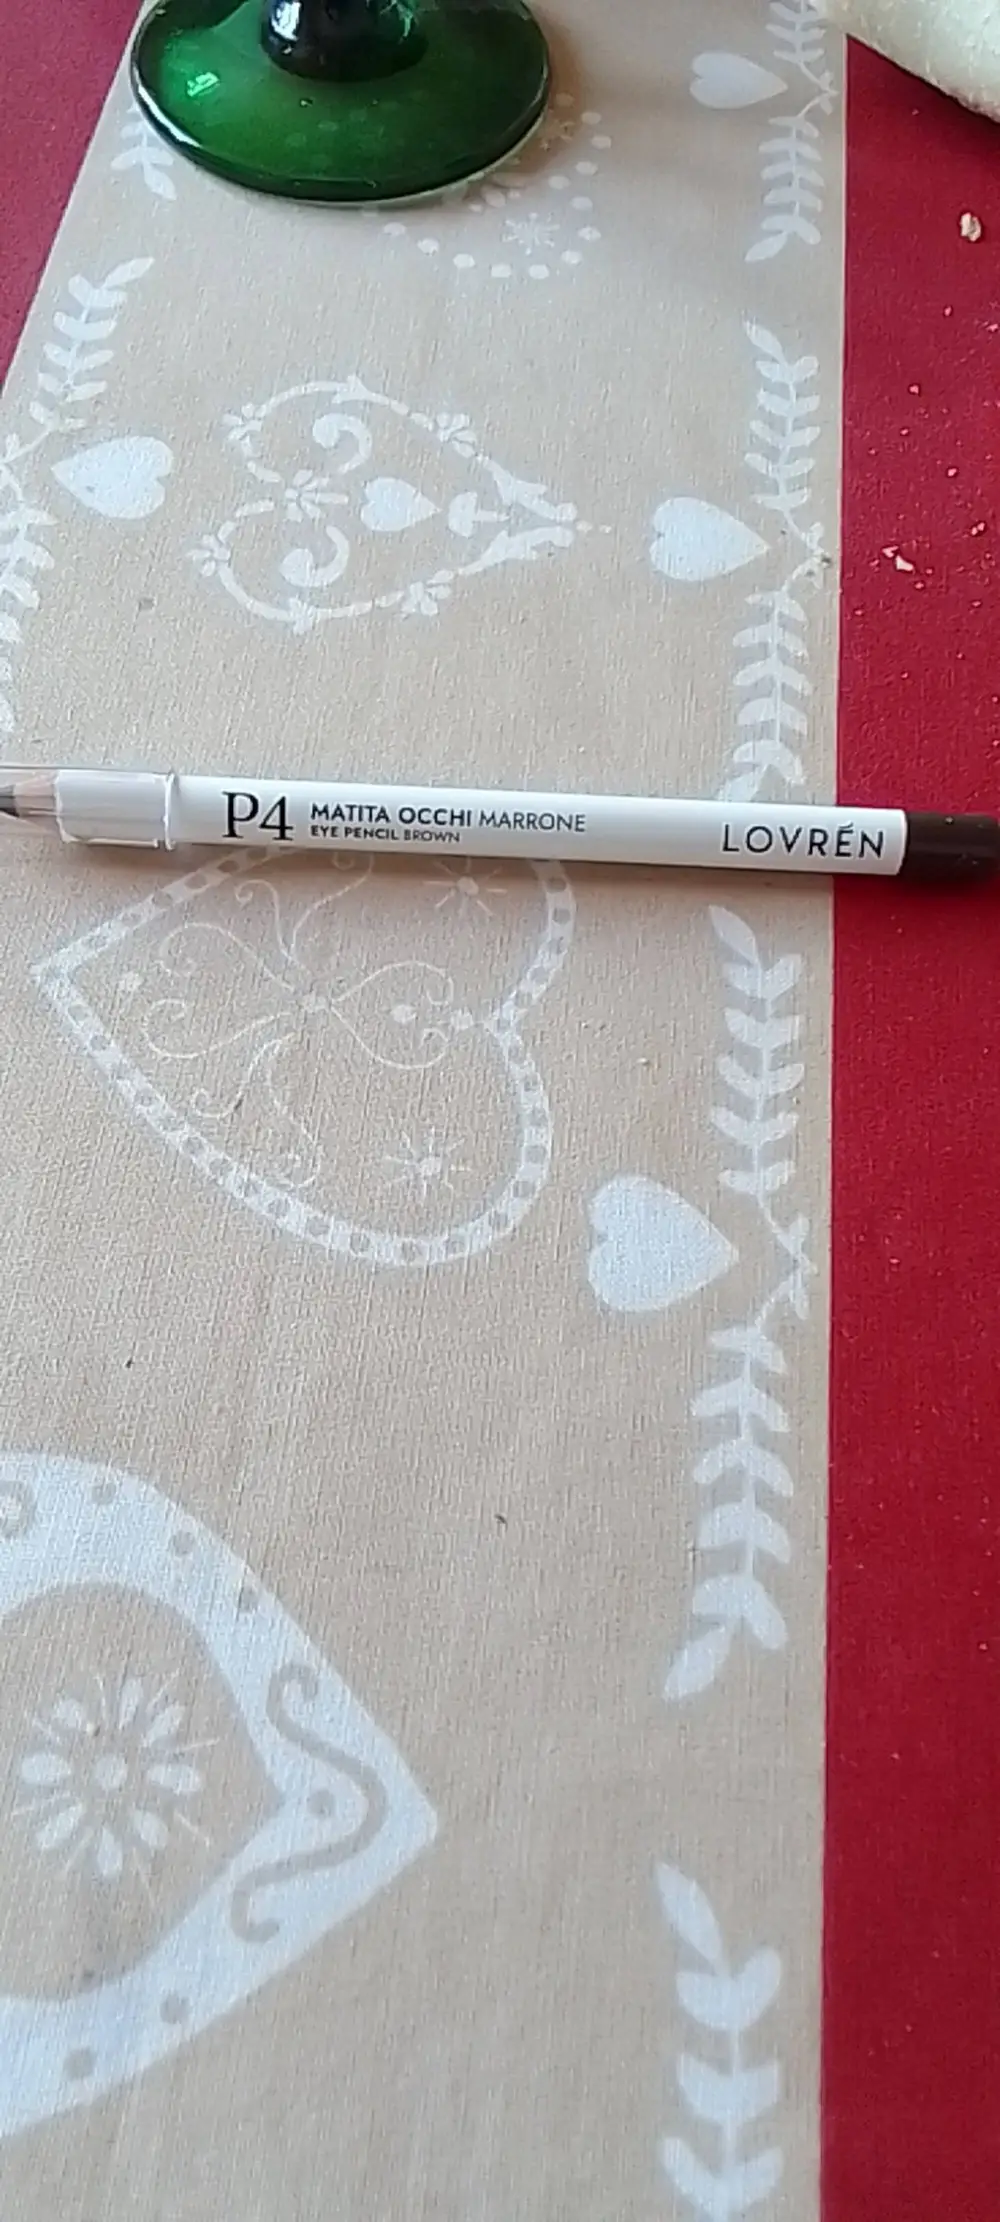 P4
MATITA OCCHI MARRONE
EYE PENCIL BROWN
LOVRÉN